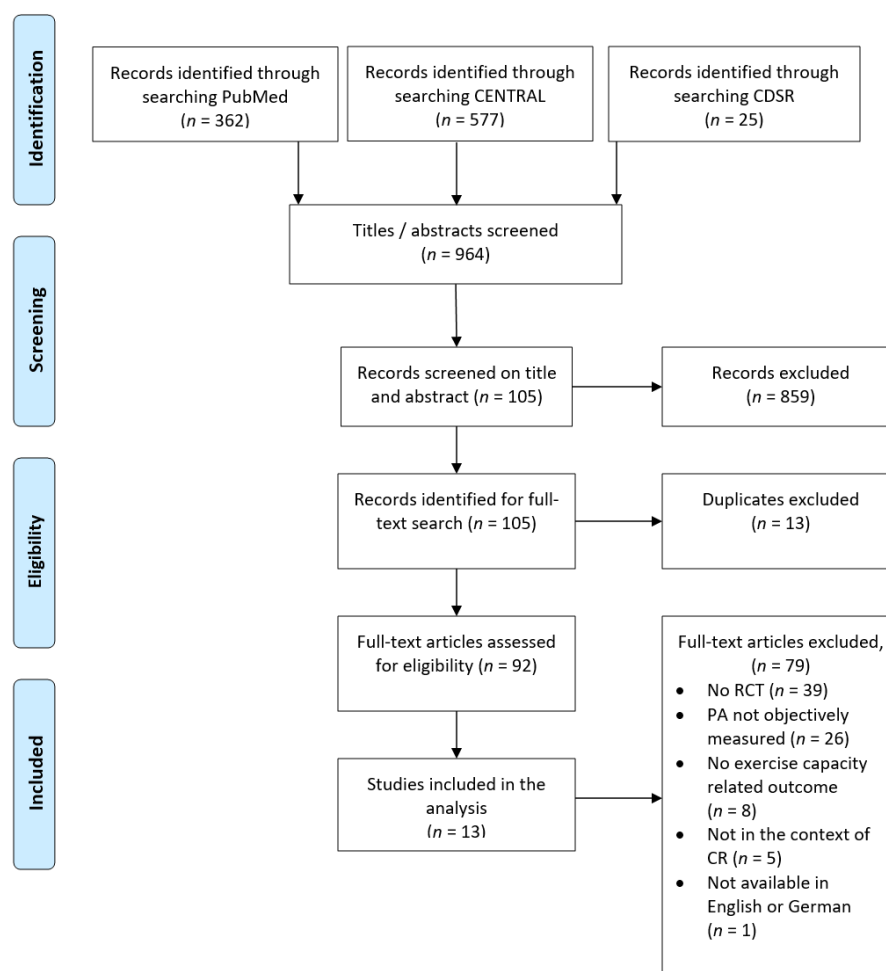 Identification
Records identified through
searching PubMed
(n = 362)
Records identified through
searching CENTRAL
(n = 577)
Records identified through
searching CDSR
(n = 25)
Titles / abstracts screened
(n = 964)
Screening
Records screened on title
and abstract (n = 105)
Records excluded
(n = 859)
Eligibility
Records identified for full-
text search (n = 105)
Duplicates excluded
(n = 13)
Full-text articles assessed
for eligibility (n = 92)
Full-text articles excluded,
(n = 79)
● No RCT (n = 39)
● PA not objectively
measured (n = 26)
● No exercise capacity
related outcome
(n = 8)
● Not in the context of
CR (n = 5)
● Not available in
English or German
(n = 1)
Included
Studies included in the
analysis
(n = 13)